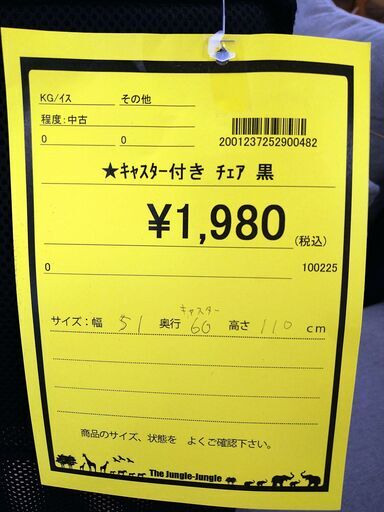 KG/ｲｽ その他
程度:中古
0 0
2001237252900482
★ｷｬｽﾀｰ付き ﾁｪｱ 黒
¥1,980(税込)
0 100225
キャスター
サイズ:幅 51 奥行 60 高さ 110 cm
商品のサイズ、状態を よくご確認下さい。
The Jungle-Jungle